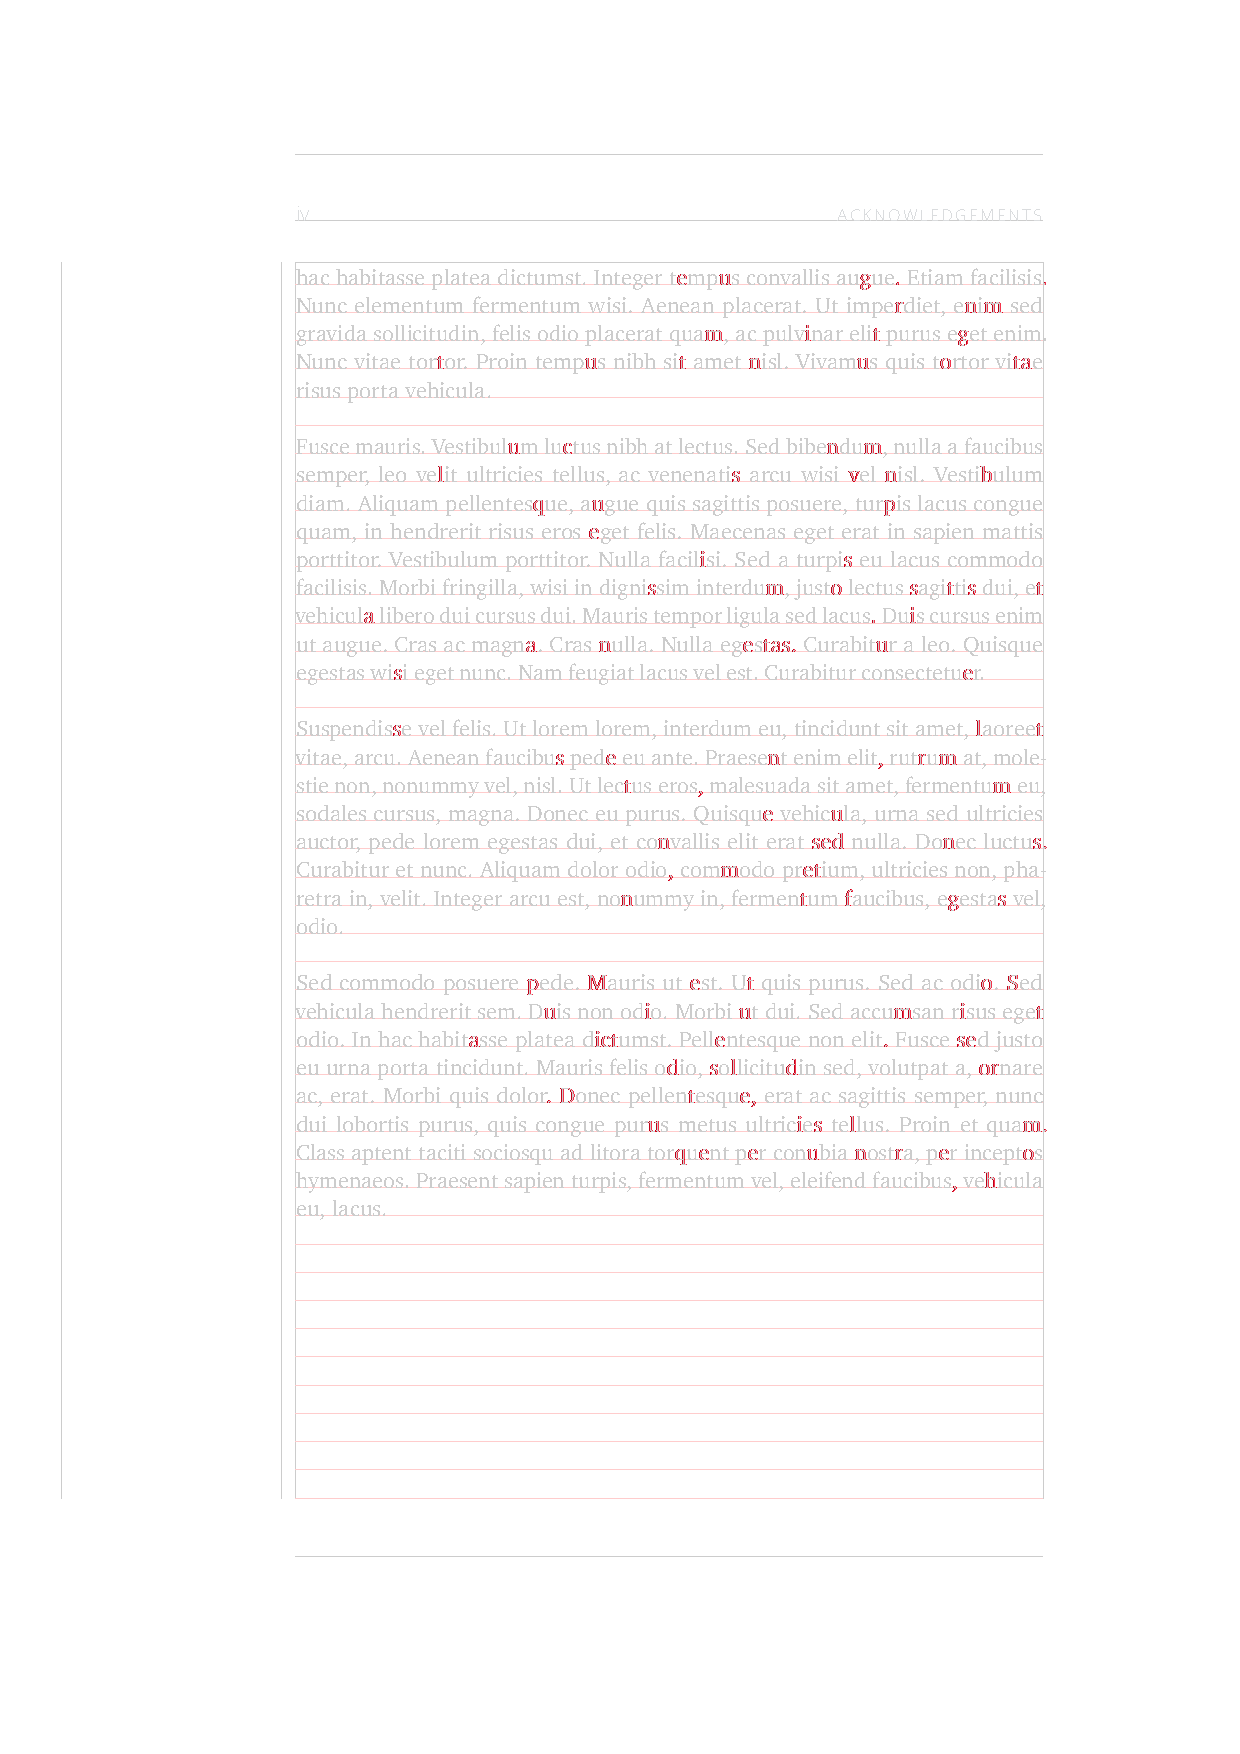 iv ACKNOWLEDGEMENTS
hac habitasse platea dictumst. Integer tempus convallis augue. Etiam facilisis.
Nunc elementum fermentum wisi. Aenean placerat. Ut imperdiet, enim sed
gravida sollicitudin, felis odio placerat quam, ac pulvinar elit purus eget enim.
Nunc vitae tortor. Proin tempus nibh sit amet nisl. Vivamus quis tortor vitae
risus porta vehicula.
Fusce mauris. Vestibulum luctus nibh at lectus. Sed bibendum, nulla a faucibus
semper, leo velit ultricies tellus, ac venenatis arcu wisi vel nisl. Vestibulum
diam. Aliquam pellentesque, augue quis sagittis posuere, turpis lacus congue
quam, in hendrerit risus eros eget felis. Maecenas eget erat in sapien mattis
porttitor. Vestibulum porttitor. Nulla facilisi. Sed a turpis eu lacus commodo
facilisis. Morbi fringilla, wisi in dignissim interdum, justo lectus sagittis dui, et
vehicula libero dui cursus dui. Mauris tempor ligula sed lacus. Duis cursus enim
ut augue. Cras ac magna. Cras nulla. Nulla egestas. Curabitur a leo. Quisque
egestas wisi eget nunc. Nam feugiat lacus vel est. Curabitur consectetuer.
Suspendisse vel felis. Ut lorem lorem, interdum eu, tincidunt sit amet, laoreet
vitae, arcu. Aenean faucibus pede eu ante. Praesent enim elit, rutrum at, mole-
stie non, nonummy vel, nisl. Ut lectus eros, malesuada sit amet, fermentum eu,
sodales cursus, magna. Donec eu purus. Quisque vehicula, urna sed ultricies
auctor, pede lorem egestas dui, et convallis elit erat sed nulla. Donec luctus.
Curabitur et nunc. Aliquam dolor odio, commodo pretium, ultricies non, pha-
retra in, velit. Integer arcu est, nonummy in, fermentum faucibus, egestas vel,
odio.
Sed commodo posuere pede. Mauris ut est. Ut quis purus. Sed ac odio. Sed
vehicula hendrerit sem. Duis non odio. Morbi ut dui. Sed accumsan risus eget
odio. In hac habitasse platea dictumst. Pellentesque non elit. Fusce sed justo
eu urna porta tincidunt. Mauris felis odio, sollicitudin sed, volutpat a, ornare
ac, erat. Morbi quis dolor. Donec pellentesque, erat ac sagittis semper, nunc
dui lobortis purus, quis congue purus metus ultricies tellus. Proin et quam.
Class aptent taciti sociosqu ad litora torquent per conubia nostra, per inceptos
hymenaeos. Praesent sapien turpis, fermentum vel, eleifend faucibus, vehicula
eu, lacus.